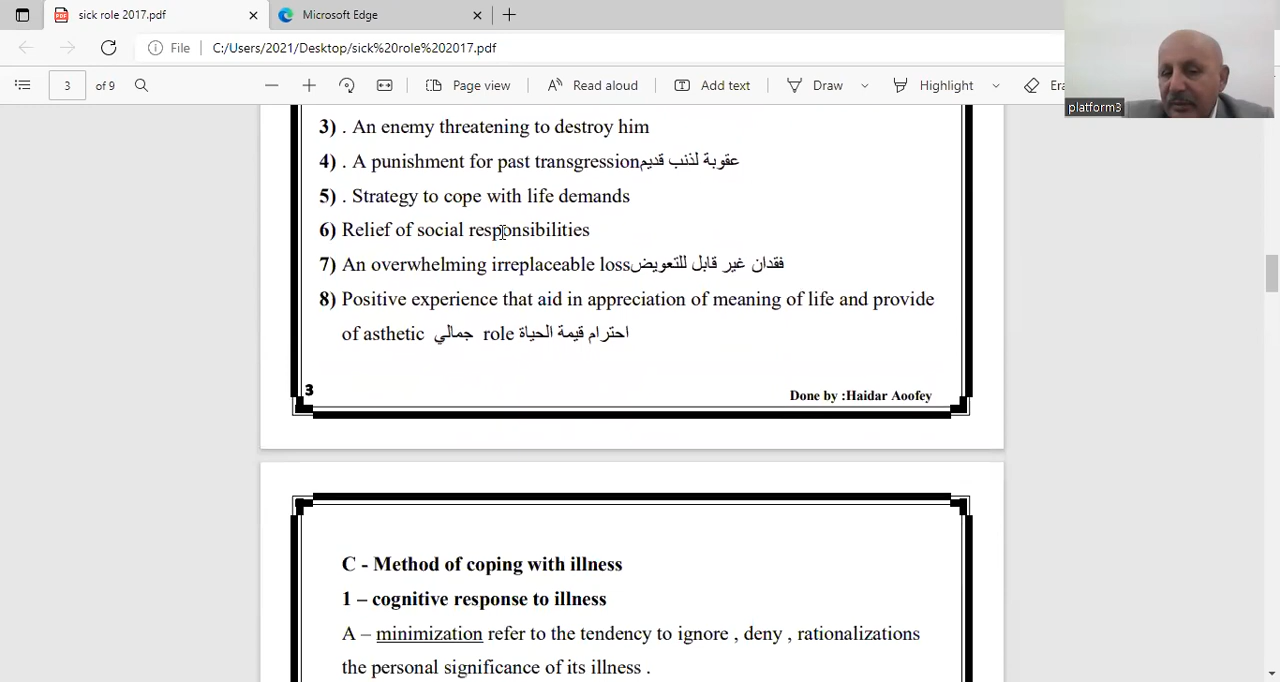 sick role 2017.pdf
Microsoft Edge
File
C:/Users/2021/Desktop/sick%20role%202017.pdf
3 of 9
Page view
Read aloud
Add text
Draw
Highlight
Era
platform3
3) . An enemy threatening to destroy him
4) . A punishment for past transgressionعقوبة لذنب قديم
5) . Strategy to cope with life demands
6) Relief of social responsibilities
7) An overwhelming irreplaceable lossفقدان غير قابل للتعويض
8) Positive experience that aid in appreciation of meaning of life and provide
of asthetic جمالي role احترام قيمة الحياة
3
Done by :Haidar Aoofey
C - Method of coping with illness
1 – cognitive response to illness
A – minimization refer to the tendency to ignore , deny , rationalizations
the personal significance of its illness .